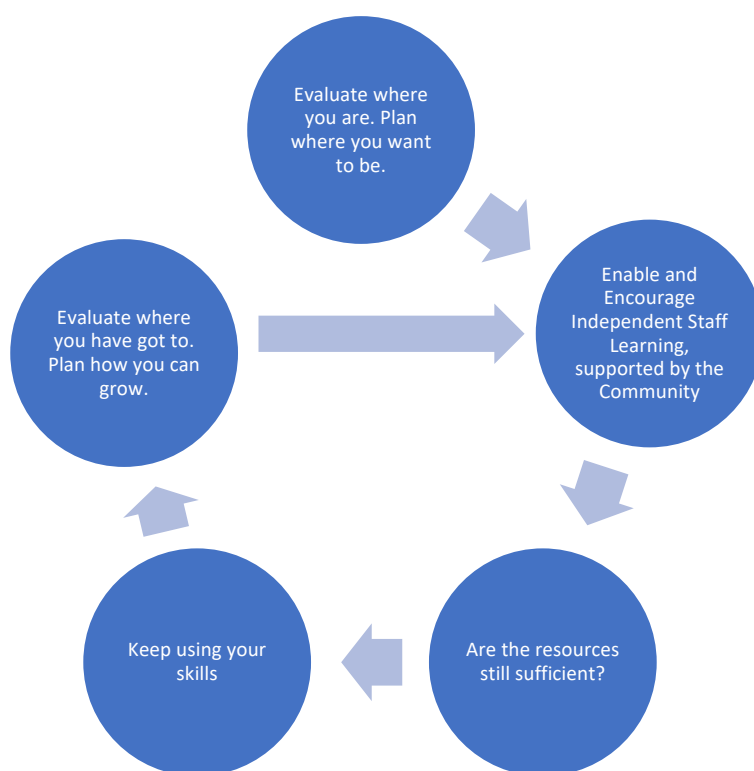 Evaluate where
you are. Plan
where you want
to be.
Enable and
Encourage
Independent Staff
Learning,
supported by the
Community
Are the resources
still sufficient?
Keep using your
skills
Evaluate where
you have got to.
Plan how you can
grow.